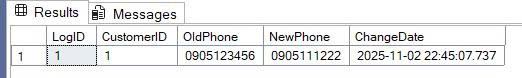 Results Messages
LogID CustomerID OldPhone NewPhone ChangeDate
1 1 1 0905123456 0905111222 2025-11-02 22:45:07.737